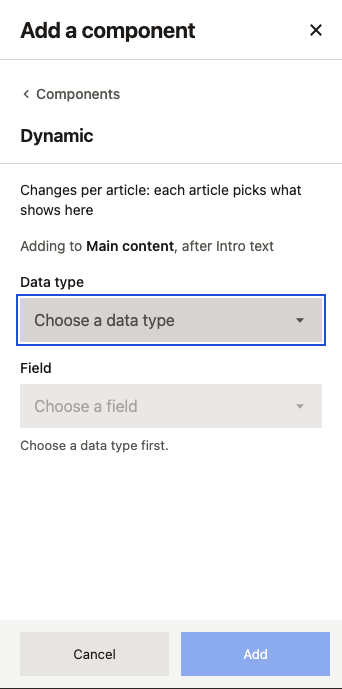 Add a component
Components
Dynamic
Changes per article: each article picks what
shows here
Adding to Main content, after Intro text
Data type
Choose a data type
Field
Choose a field
Choose a data type first.
Cancel
Add